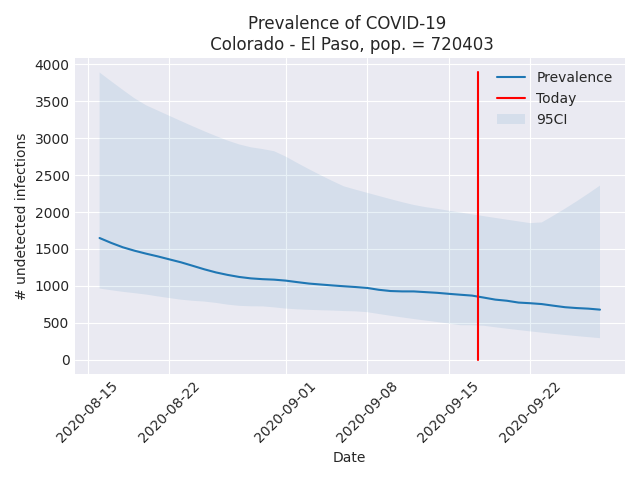 Prevalence of COVID-19
Colorado - El Paso, pop. = 720403
4000
3500
3000
2500
2000
1500
1000
500
0
# undetected infections
Prevalence
Today
95CI
2020-08-15
2020-08-22
2020-09-01
2020-09-08
2020-09-15
2020-09-22
Date